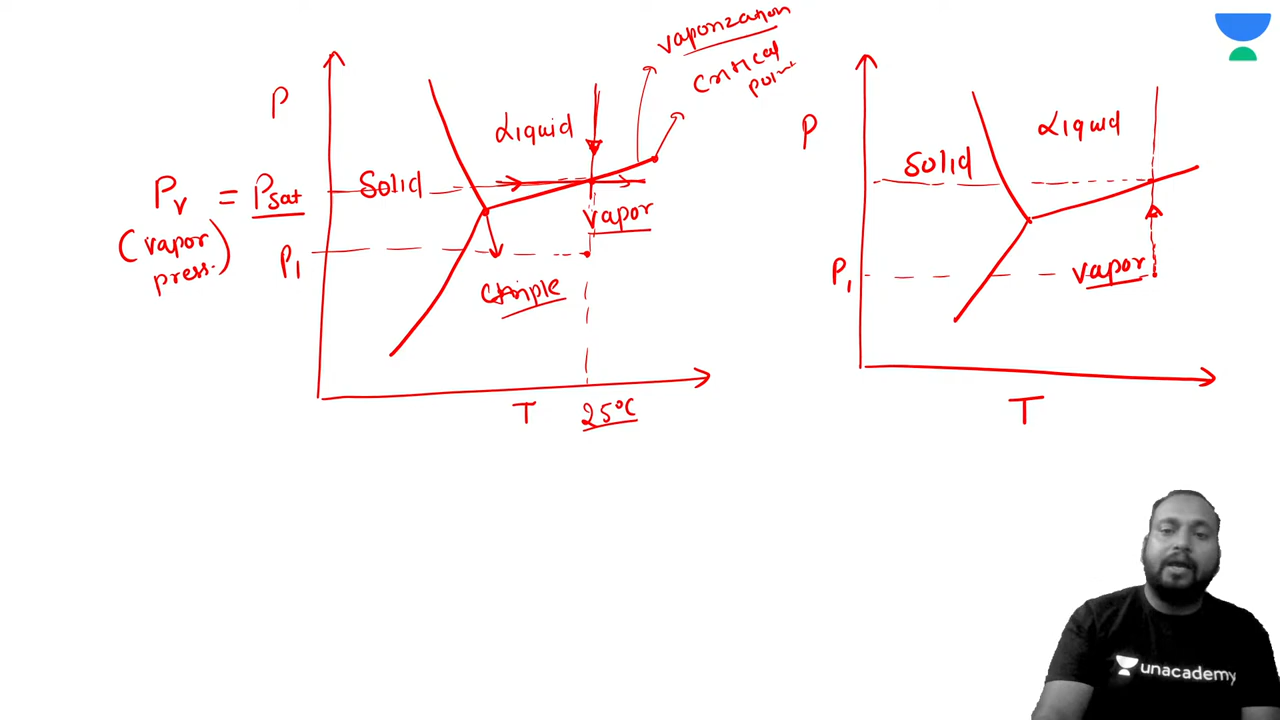 vaporization
critical
point
P
Liquid
Solid
Pv = Psat
(vapor
press.)
vapor
P1
triple
T
25°C
P
Liquid
Solid
P1
vapor
T
unacademy